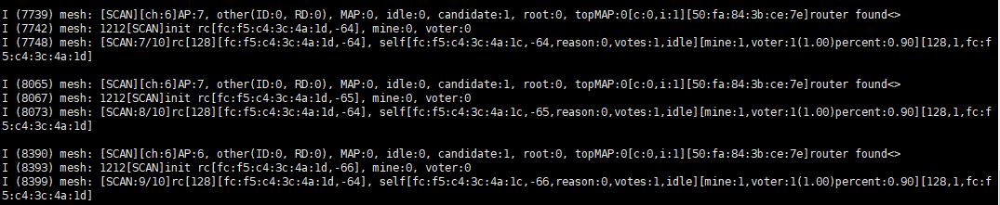 I (7739) mesh: [SCAN][ch:6]AP:7, other(ID:0, RD:0), MAP:0, idle:0, candidate:1, root:0, topMAP:0[c:0,i:1][50:fa:84:3b:ce:7e]router found<>
I (7742) mesh: 1212[SCAN]init rc[fc:f5:c4:3c:4a:1d,-64], mine:0, voter:0
I (7748) mesh: [SCAN:7/10]rc[128][fc:f5:c4:3c:4a:1d,-64], self[fc:f5:c4:3c:4a:1c,-64,reason:0,votes:1,idle][mine:1,voter:1(1.00)percent:0.90][128,1,fc:f
5:c4:3c:4a:1d]
I (8065) mesh: [SCAN][ch:6]AP:7, other(ID:0, RD:0), MAP:0, idle:0, candidate:1, root:0, topMAP:0[c:0,i:1][50:fa:84:3b:ce:7e]router found<>
I (8067) mesh: 1212[SCAN]init rc[fc:f5:c4:3c:4a:1d,-65], mine:0, voter:0
I (8073) mesh: [SCAN:8/10]rc[128][fc:f5:c4:3c:4a:1d,-64], self[fc:f5:c4:3c:4a:1c,-65,reason:0,votes:1,idle][mine:1,voter:1(1.00)percent:0.90][128,1,fc:f
5:c4:3c:4a:1d]
I (8390) mesh: [SCAN][ch:6]AP:6, other(ID:0, RD:0), MAP:0, idle:0, candidate:1, root:0, topMAP:0[c:0,i:1][50:fa:84:3b:ce:7e]router found<>
I (8393) mesh: 1212[SCAN]init rc[fc:f5:c4:3c:4a:1d,-66], mine:0, voter:0
I (8399) mesh: [SCAN:9/10]rc[128][fc:f5:c4:3c:4a:1d,-64], self[fc:f5:c4:3c:4a:1c,-66,reason:0,votes:1,idle][mine:1,voter:1(1.00)percent:0.90][128,1,fc:f
5:c4:3c:4a:1d]